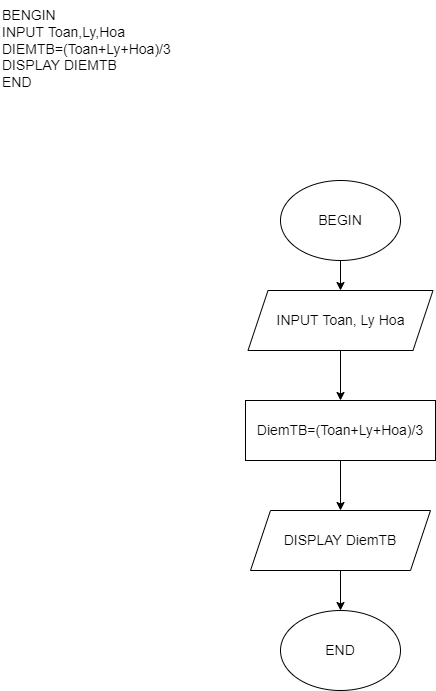 BENGIN
INPUT Toan,Ly,Hoa
DIEMTB=(Toan+Ly+Hoa)/3
DISPLAY DIEMTB
END
BEGIN
INPUT Toan, Ly Hoa
DiemTB=(Toan+Ly+Hoa)/3
DISPLAY DiemTB
END